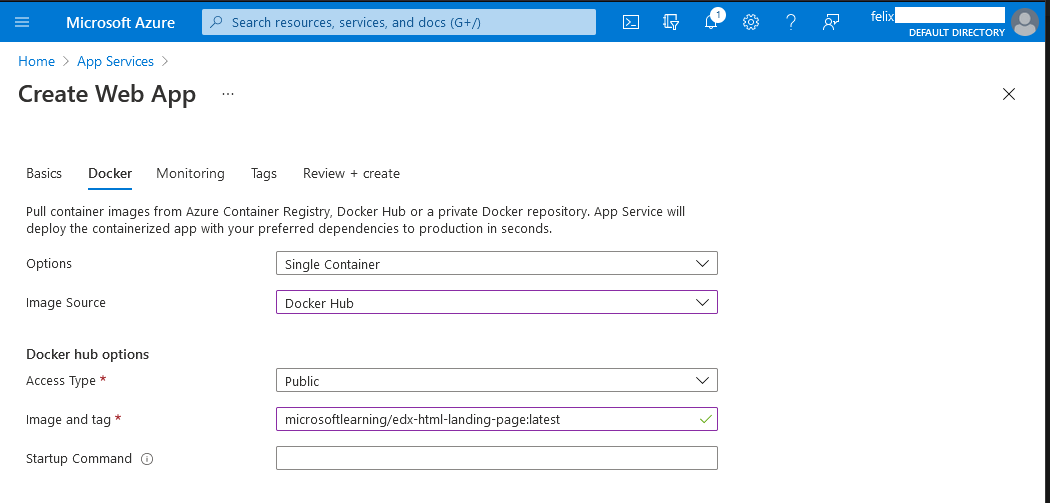 Microsoft Azure
Search resources, services, and docs (G+/)
1
felix
DEFAULT DIRECTORY
Home > App Services >
Create Web App ...
Basics Docker Monitoring Tags Review + create
Pull container images from Azure Container Registry, Docker Hub or a private Docker repository. App Service will
deploy the containerized app with your preferred dependencies to production in seconds.
Options Single Container
Image Source Docker Hub
Docker hub options
Access Type * Public
Image and tag * microsoftlearning/edx-html-landing-page:latest
Startup Command